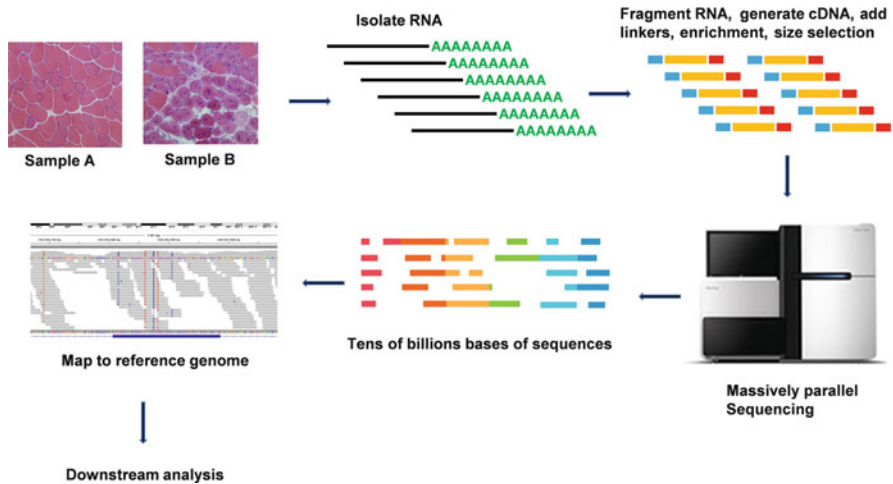 Isolate RNA
Fragment RNA, generate cDNA, add
linkers, enrichment, size selection
AAAAAAAA
AAAAAAAA
AAAAAAAA
AAAAAAAA
AAAAAAAA
AAAAAAAA
Sample A
Sample B
Map to reference genome
Tens of billions bases of sequences
Massively parallel
Sequencing
Downstream analysis